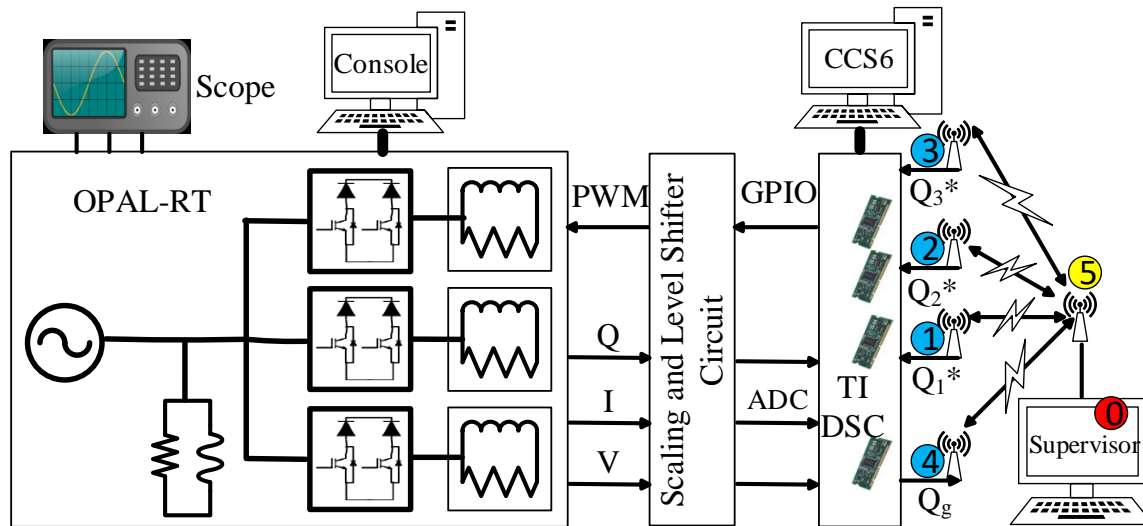 Scope
Console
CCS6
OPAL-RT
PWM
GPIO
3
Q3*
2
Q2*
5
Q
1
Q1*
I
ADC
TI
DSC
V
4
Qg
0
Supervisor
Scaling and Level Shifter
Circuit